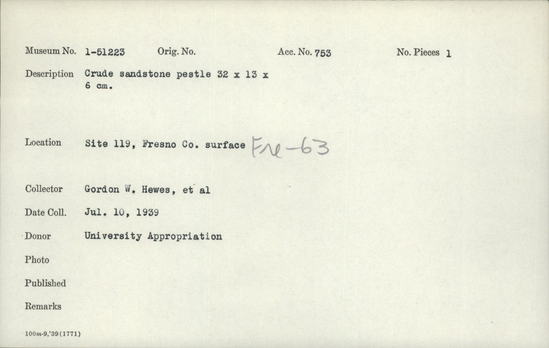 Museum No. 1-51223 Orig. No. Acc. No. 753 No. Pieces 1
Description Crude sandstone pestle 32 x 13 x
6 cm.
Location Site 119, Fresno Co. surface Fre-63
Collector Gordon W. Hewes, et al
Date Coll. Jul. 10, 1939
Donor University Appropriation
Photo
Published
Remarks
100m-9,'39(1771)